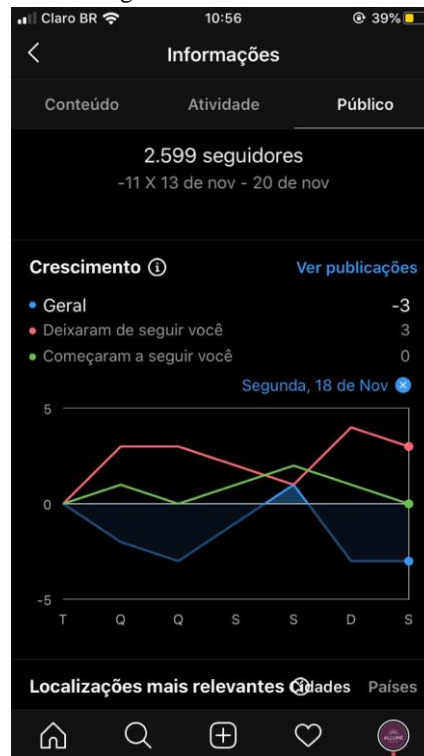 Claro BR 10:56 39%
Informações
Conteúdo Atividade Público
2.599 seguidores
-11 X 13 de nov - 20 de nov
Crescimento Ver publicações
Geral -3
Deixaram de seguir você 3
Começaram a seguir você 0
Segunda, 18 de Nov
5
0
-5
T Q Q S S D S
Localizações mais relevantes Cidades Países